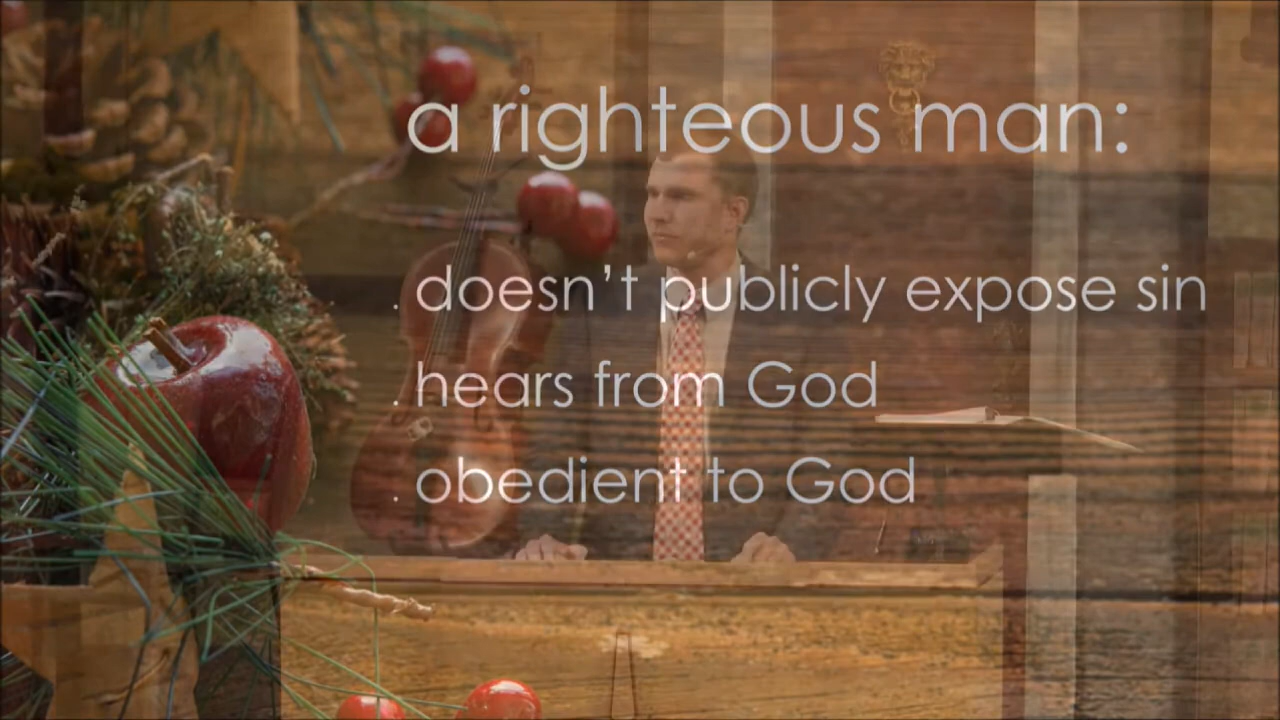 a righteous man:
. doesn't publicly expose sin
. hears from God
. obedient to God